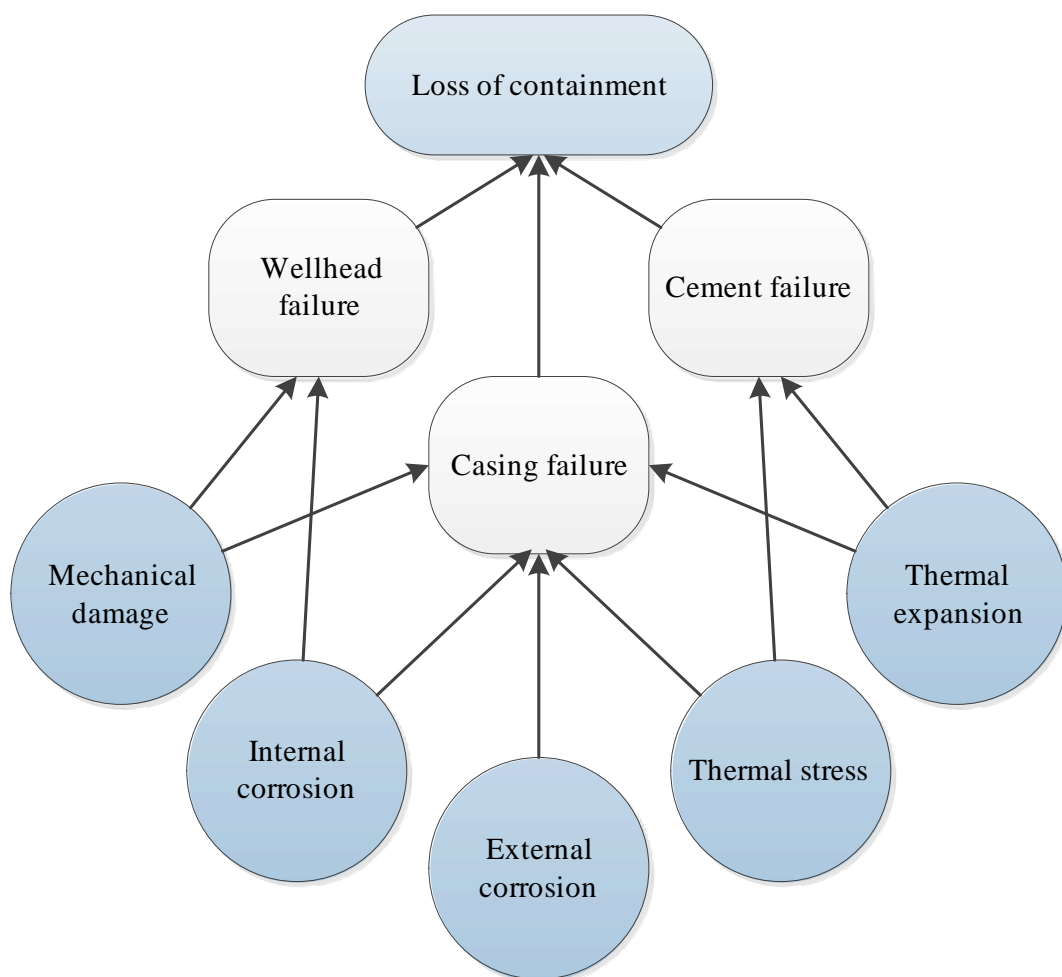 Loss of containment
Wellhead
failure
Cement failure
Casing failure
Mechanical
damage
Thermal
expansion
Internal
corrosion
Thermal stress
External
corrosion